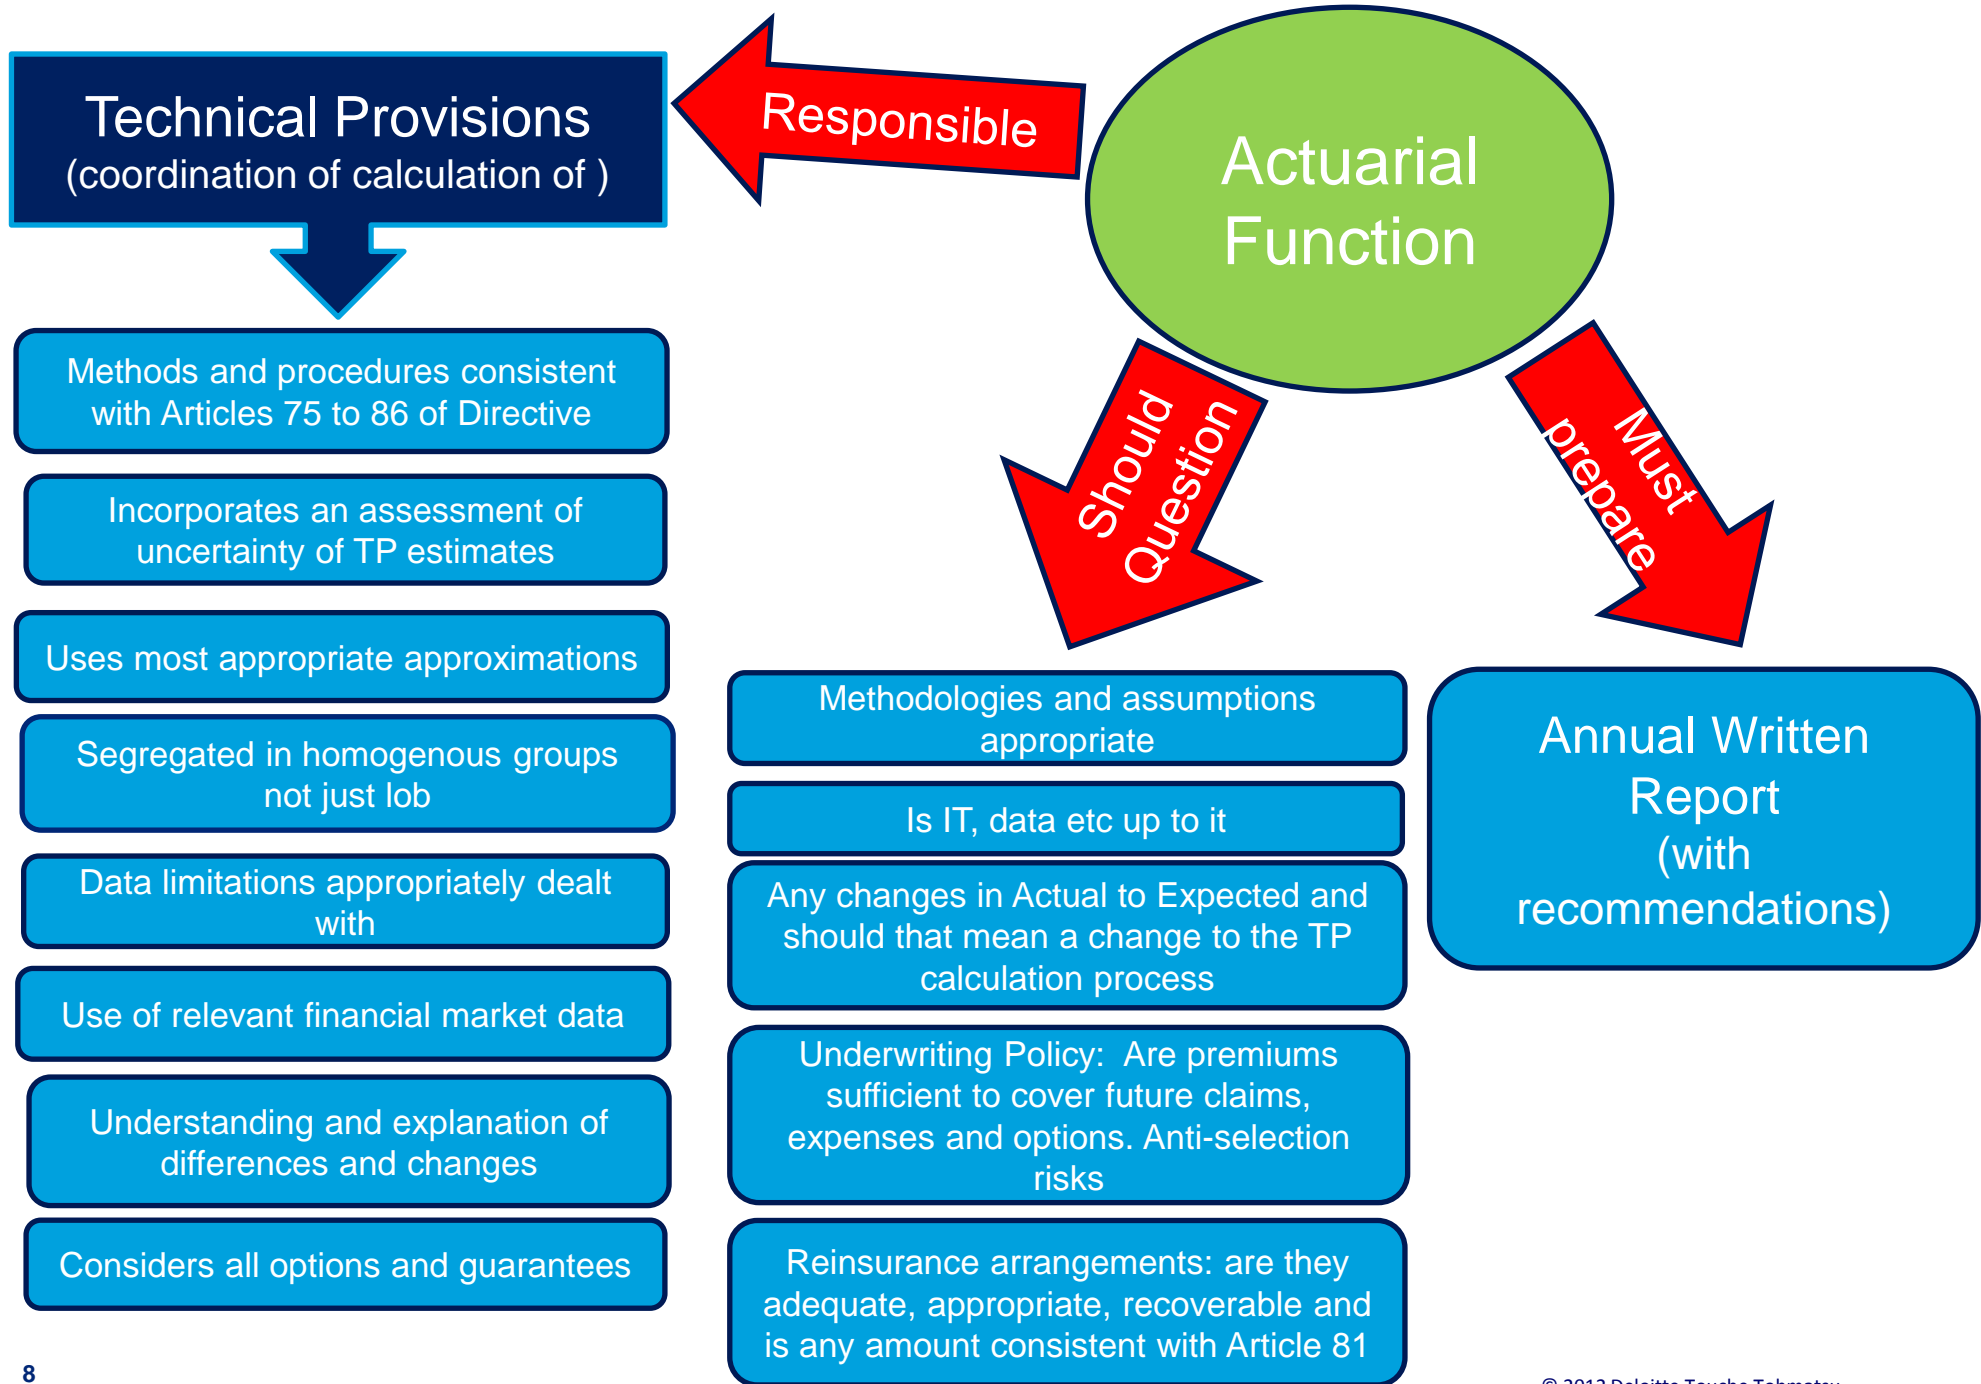 Technical Provisions
(coordination of calculation of )
Responsible
Actuarial
Function
Methods and procedures consistent
with Articles 75 to 86 of Directive
Incorporates an assessment of
uncertainty of TP estimates
Uses most appropriate approximations
Segregated in homogenous groups
not just lob
Data limitations appropriately dealt
with
Use of relevant financial market data
Understanding and explanation of
differences and changes
Considers all options and guarantees
Should
Question
Methodologies and assumptions
appropriate
Is IT, data etc up to it
Any changes in Actual to Expected and
should that mean a change to the TP
calculation process
Underwriting Policy:  Are premiums
sufficient to cover future claims,
expenses and options. Anti-selection
risks
Reinsurance arrangements: are they
adequate, appropriate, recoverable and
is any amount consistent with Article 81
Must
prepare
Annual Written
Report
(with
recommendations)
8
© 2012 Deloitte Touche Tohmatsu